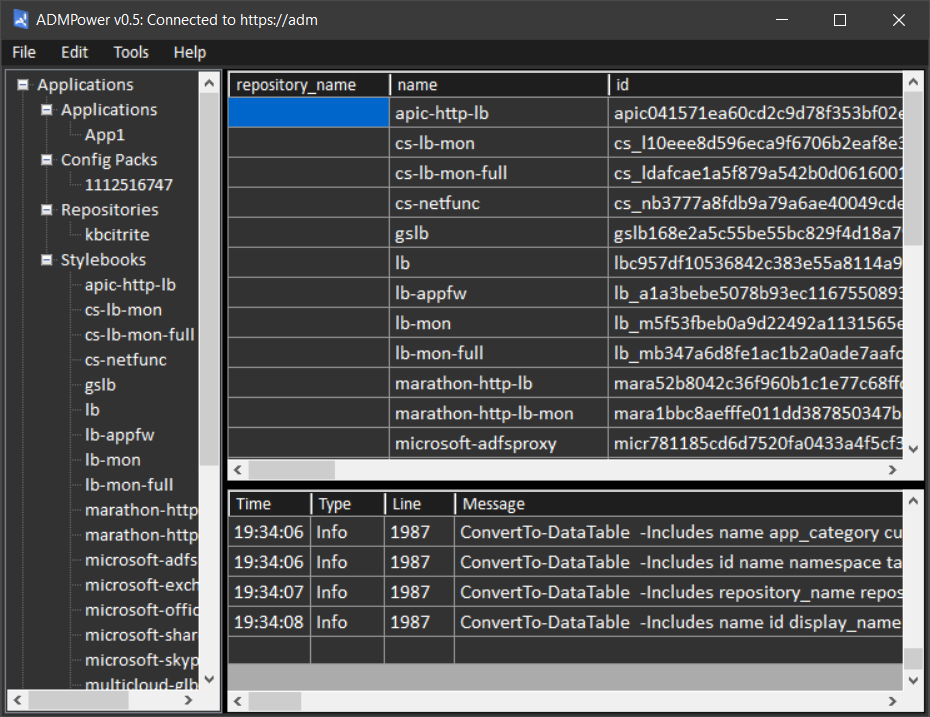 ADMPower v0.5: Connected to https://adm
File Edit Tools Help
Applications
Applications
App1
Config Packs
1112516747
Repositories
kbcitrite
Stylebooks
apic-http-lb
cs-lb-mon
cs-lb-mon-full
cs-netfunc
gslb
lb
lb-appfw
lb-mon
lb-mon-full
marathon-http
marathon-http
microsoft-adfs
microsoft-exch
microsoft-offic
microsoft-shar
microsoft-skyp
multicloud-glb
repository_name name id
apic-http-lb apic041571ea60cd2c9d78f353bf02e
cs-lb-mon cs_l10eee8d596eca9f6706b2eaf8e3
cs-lb-mon-full cs_ldafcae1a5f879a542b0d0616001
cs-netfunc cs_nb3777a8fdb9a79a6ae40049cde
gslb gslb168e2a5c55be55bc829f4d18a7
lb lbc957df10536842c383e55a8114a9
lb-appfw lb_a1a3bebe5078b93ec1167550893
lb-mon lb_m5f53fbeb0a9d22492a1131565e
lb-mon-full lb_mb347a6d8fe1ac1b2a0ade7aafc
marathon-http-lb mara52b8042c36f960b1c1e77c68ffc
marathon-http-lb-mon mara1bbc8aefffe011dd387850347b
microsoft-adfsproxy micr781185cd6d7520fa0433a4f5cf3
Time Type Line Message
19:34:06 Info 1987 ConvertTo-DataTable -Includes name app_category cu
19:34:06 Info 1987 ConvertTo-DataTable -Includes id name namespace ta
19:34:07 Info 1987 ConvertTo-DataTable -Includes repository_name repos
19:34:08 Info 1987 ConvertTo-DataTable -Includes name id display_name